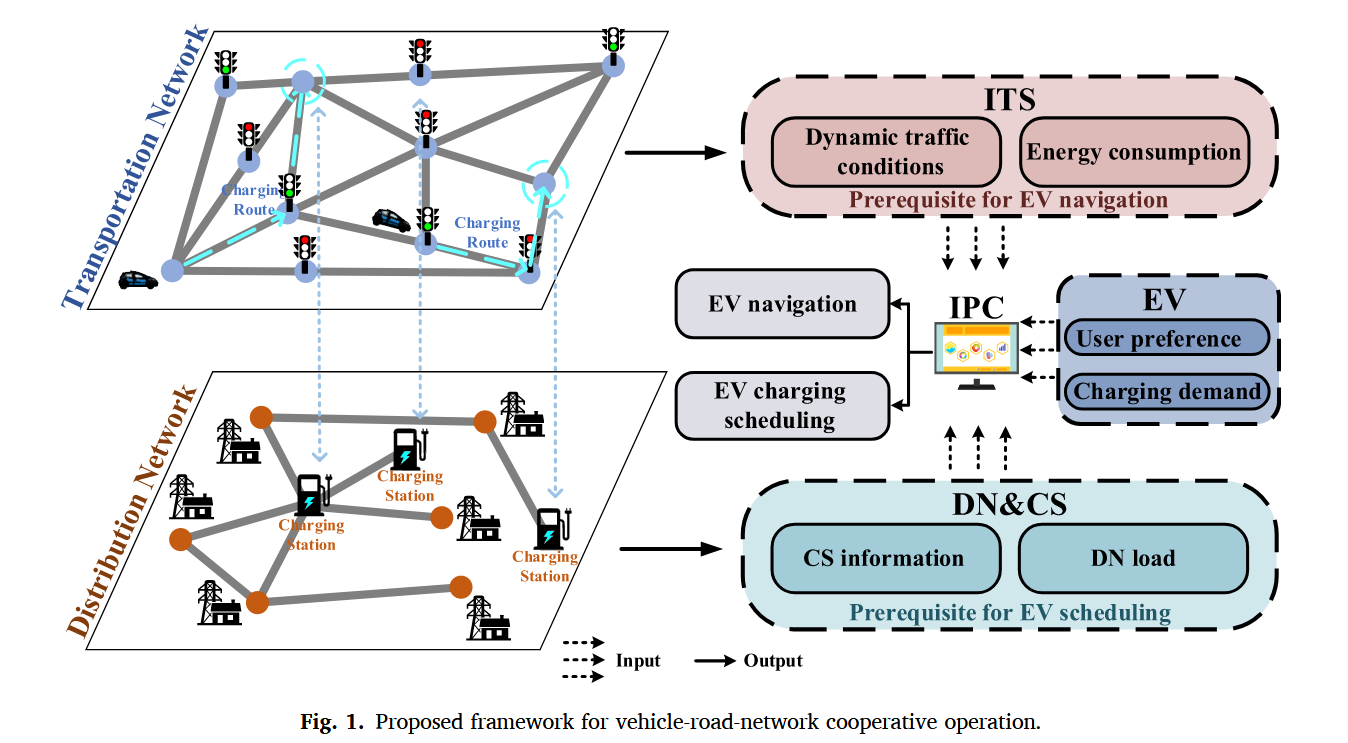 Transportation Network
Charging
Route
Charging
Route
ITS
Dynamic traffic
conditions
Energy consumption
Prerequisite for EV navigation
EV navigation
EV charging
scheduling
IPC
EV
User preference
Charging demand
Distribution Network
Charging
Station
Charging
Station
Charging
Station
DN&CS
CS information
DN load
Prerequisite for EV scheduling
Input
Output
Fig. 1. Proposed framework for vehicle-road-network cooperative operation.